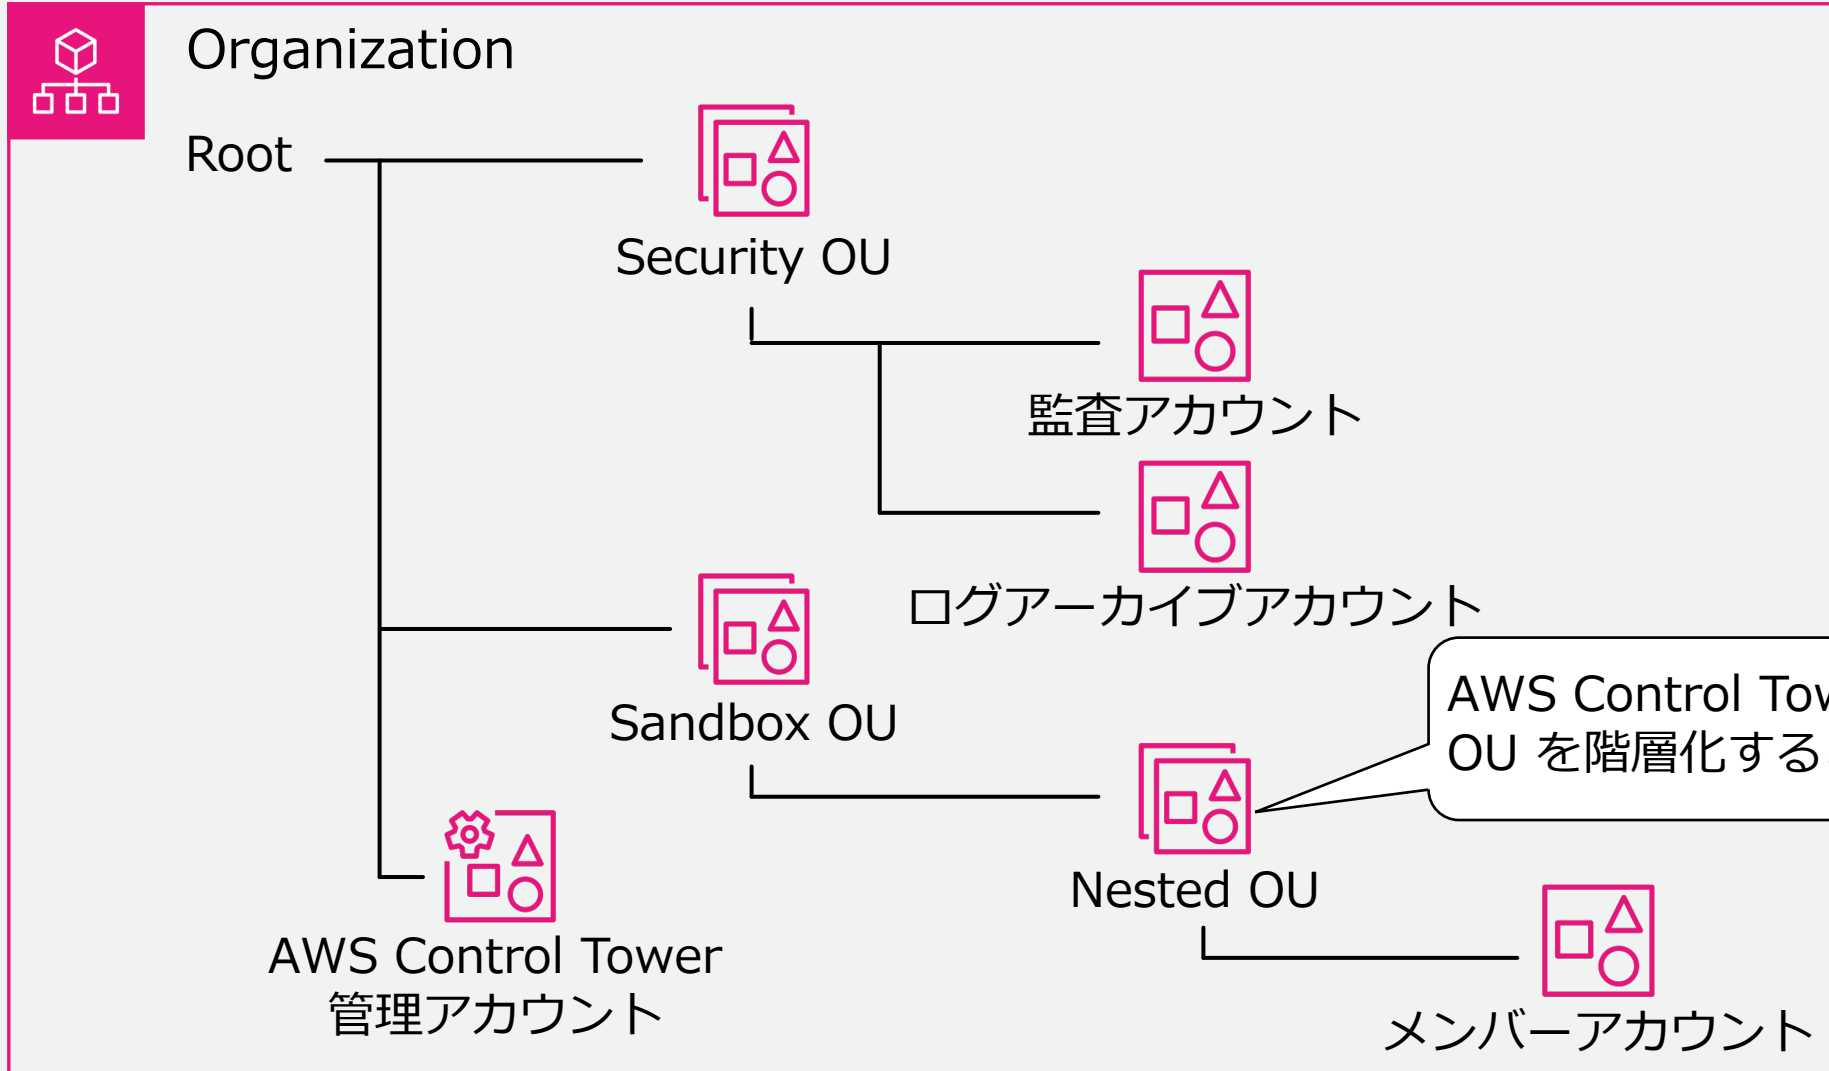 Organization
Root
Security OU
監査アカウント
ログアーカイブアカウント
Sandbox OU
AWS Control
OU を階層化する
Nested OU
AWS Control Tower
管理アカウント
メンバーアカウント